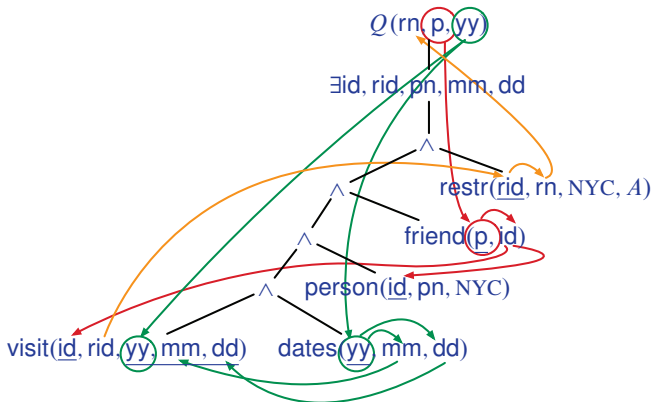 Q(rn, p, yy)
∃id, rid, pn, mm, dd
∧
∧
restr(rid, rn, NYC, A)
friend(p, id)
∧
person(id, pn, NYC)
∧
visit(id, rid, yy, mm, dd)
dates(yy, mm, dd)